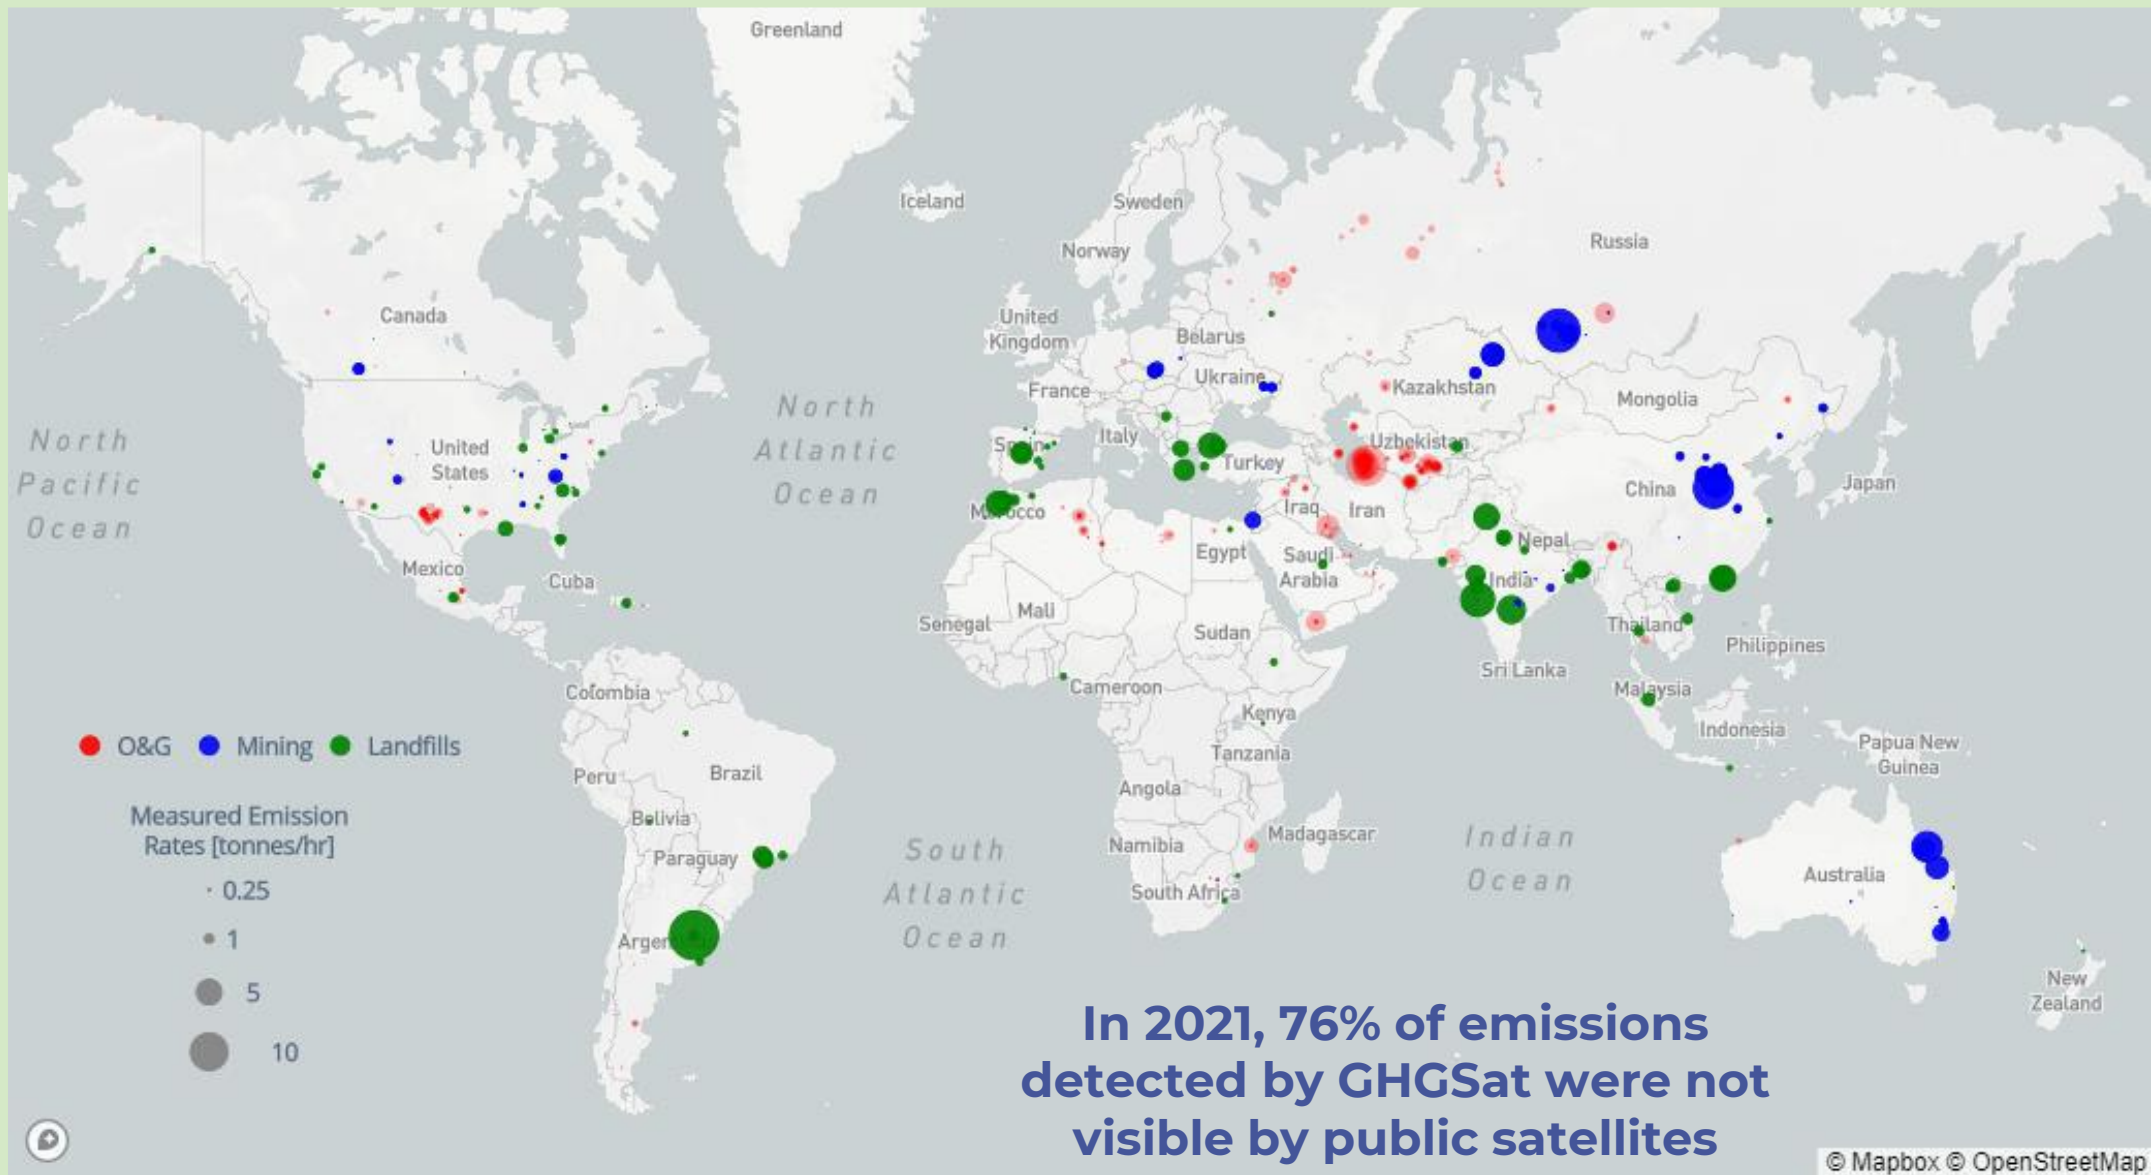 Greenland
Iceland
Sweden
Norway
Russia
Canada
United
Kingdom
Belarus
Ukraine
France
Kazakhstan
Mongolia
North
Pacific
Ocean
United
States
North
Atlantic
Ocean
Spain
Italy
Turkey
Uzbekistan
China
Japan
Morocco
Iraq
Iran
Egypt
Saudi
Arabia
Nepal
India
Mexico
Cuba
Senegal
Mali
Sudan
Thailand
Philippines
Sri Lanka
Colombia
Cameroon
Malaysia
Kenya
Indonesia
Papua New
Guinea
O&G
Mining
Landfills
Peru
Brazil
Tanzania
Angola
Measured Emission
Rates [tonnes/hr]
0.25
1
5
10
Bolivia
Paraguay
South
Atlantic
Ocean
Namibia
Madagascar
South Africa
Indian
Ocean
Australia
New
Zealand
In 2021, 76% of emissions
detected by GHGSat were not
visible by public satellites
© Mapbox © OpenStreetMap